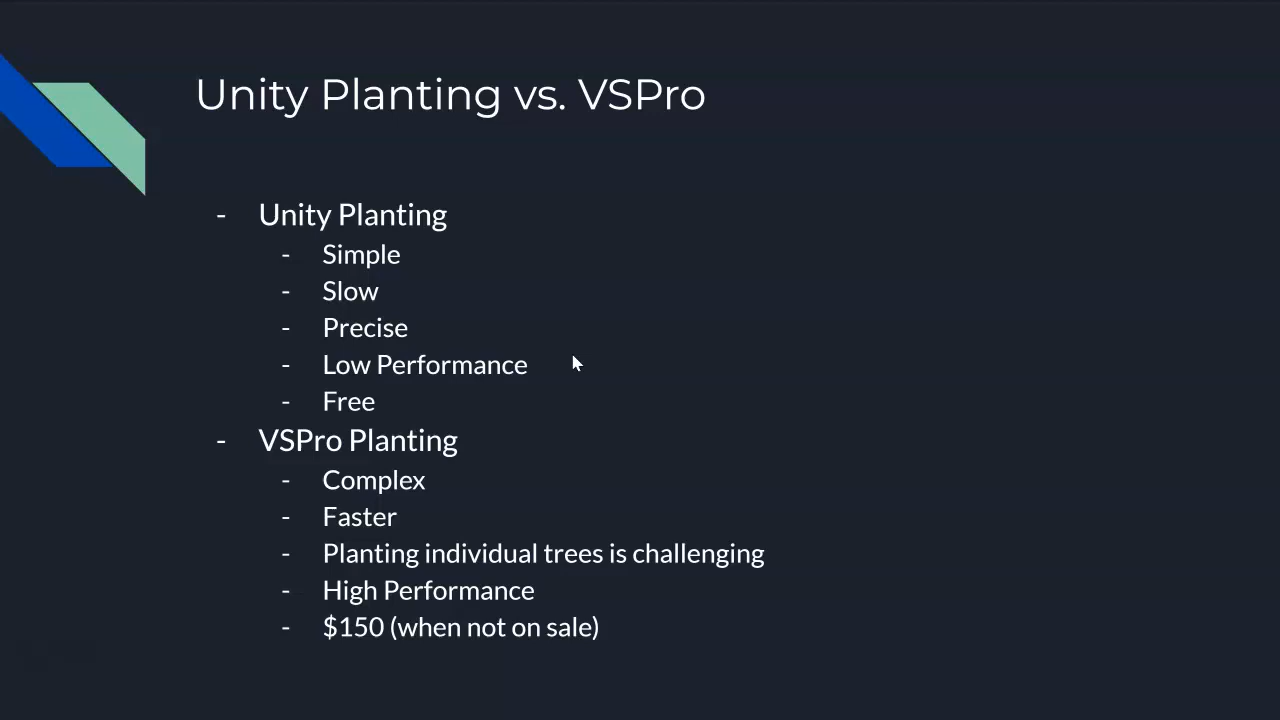 Unity Planting vs. VSPro
- Unity Planting
- Simple
- Slow
- Precise
- Low Performance
- Free
- VSPro Planting
- Complex
- Faster
- Planting individual trees is challenging
- High Performance
- $150 (when not on sale)